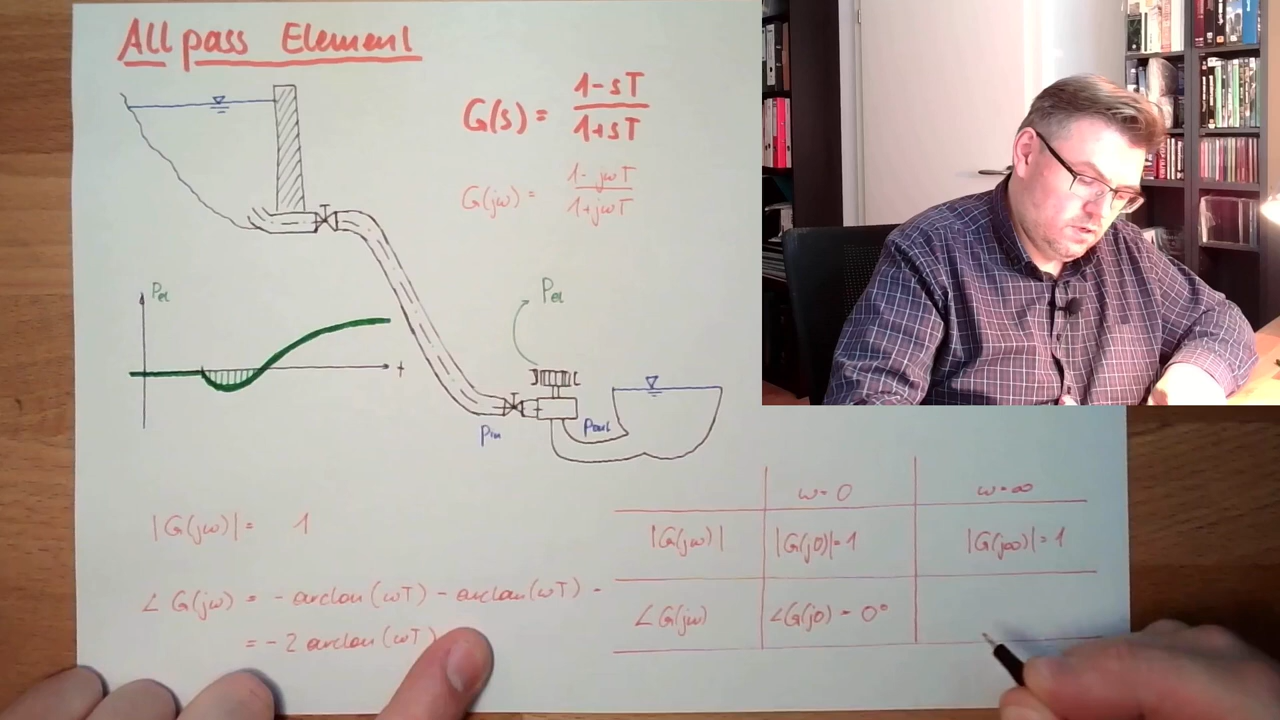 All pass Element
G(s) = 1-sT / 1+sT
G(jω) = 1-jωT / 1+jωT
Pel
t
Pel
Pin
Pout
|G(jω)| = 1
∠G(jω) = - arctan(ωT) - arctan(ωT) =
= -2 arctan(ωT)
ω=0 ω=∞
|G(jω)| |G(j0)|=1 |G(j∞)|=1
∠G(jω) ∠G(j0) = 0°